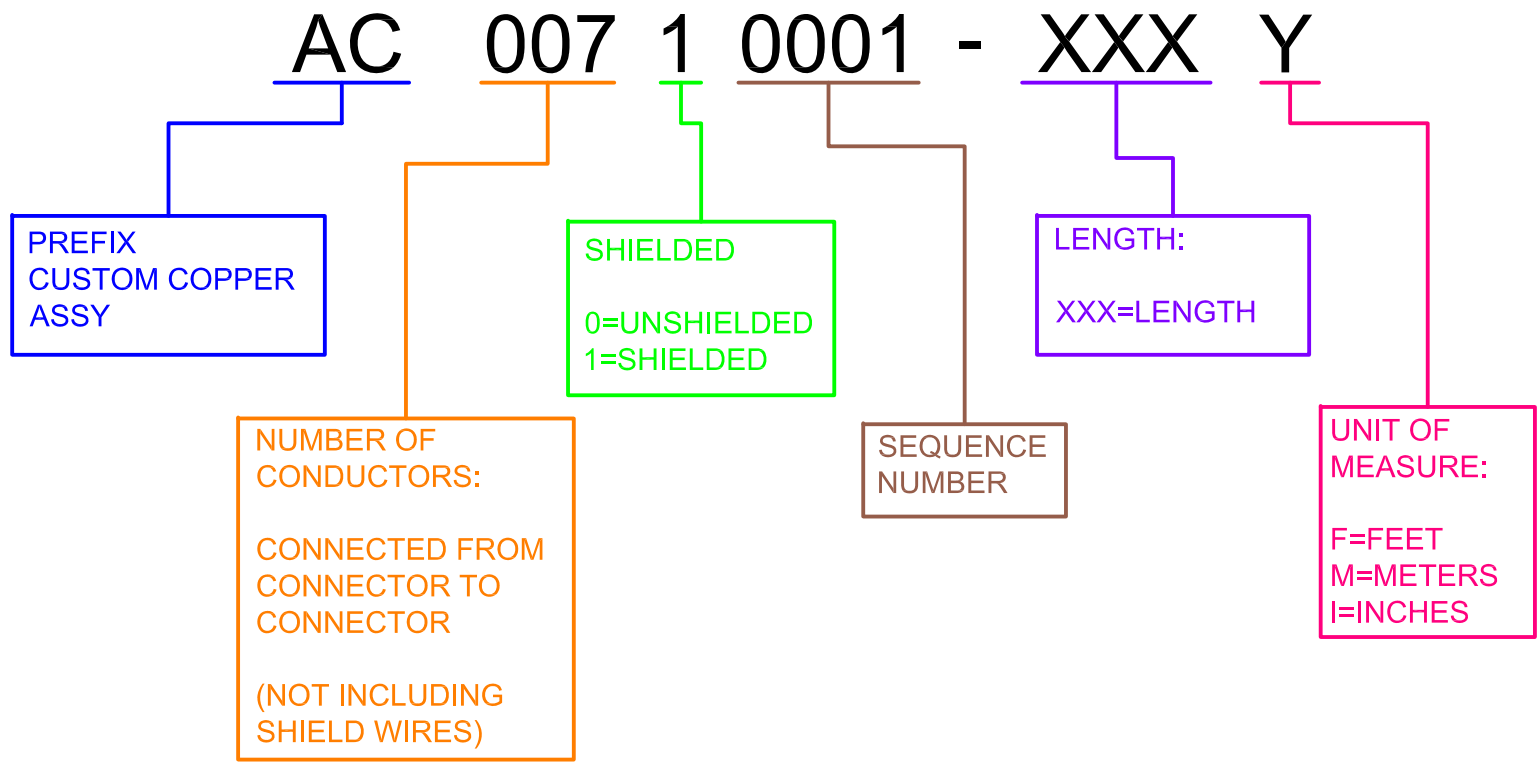 AC 007 1 0001 - XXX Y
PREFIX
CUSTOM COPPER
ASSY
NUMBER OF
CONDUCTORS:
CONNECTED FROM
CONNECTOR TO
CONNECTOR
(NOT INCLUDING
SHIELD WIRES)
SHIELDED
0=UNSHIELDED
1=SHIELDED
SEQUENCE
NUMBER
LENGTH:
XXX=LENGTH
UNIT OF
MEASURE:
F=FEET
M=METERS
I=INCHES